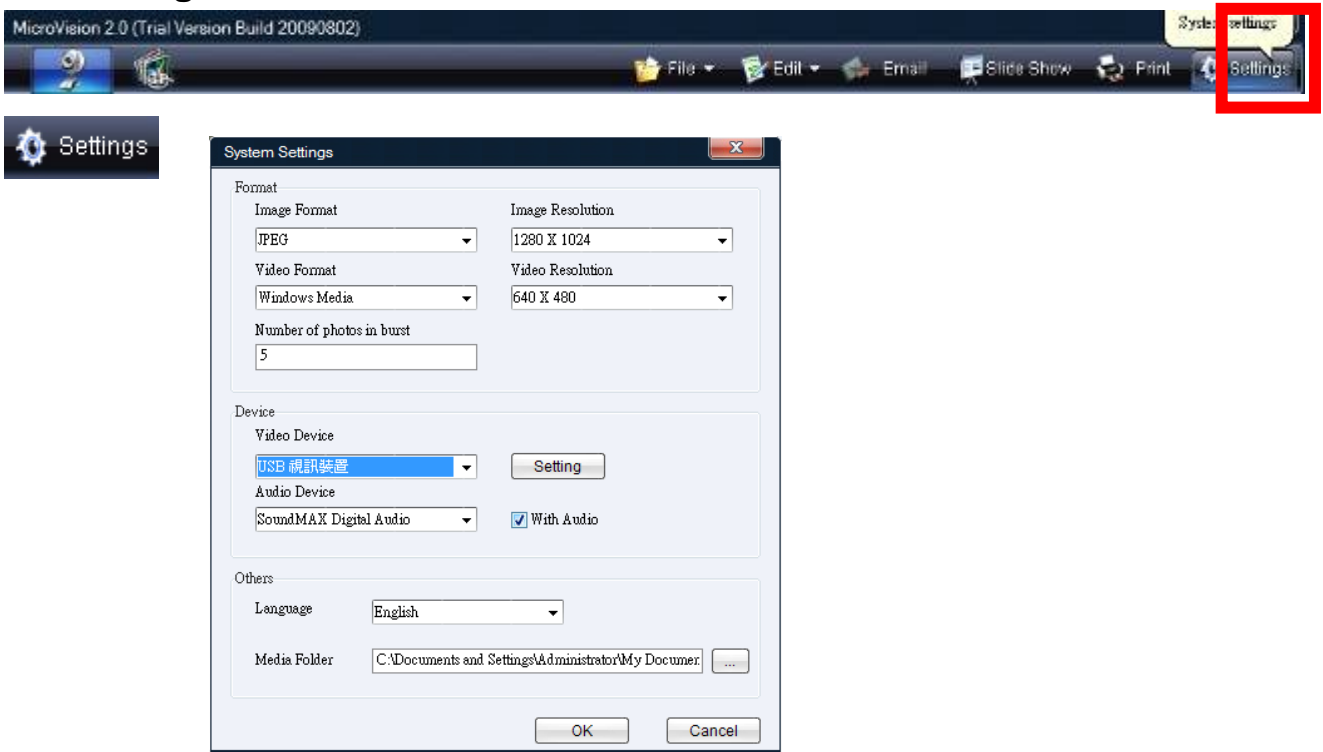 MicroVision 2.0 (Trial Version Build 20090802)
System settings
File Edit Email Slide Show Print Settings
Settings
System Settings
Format
Image Format Image Resolution
JPEG 1280 X 1024
Video Format Video Resolution
Windows Media 640 X 480
Number of photos in burst
5
Device
Video Device
USB 視訊裝置 Setting
Audio Device
SoundMAX Digital Audio With Audio
Others
Language English
Media Folder C:\Documents and Settings\Administrator\My Documen ...
OK Cancel